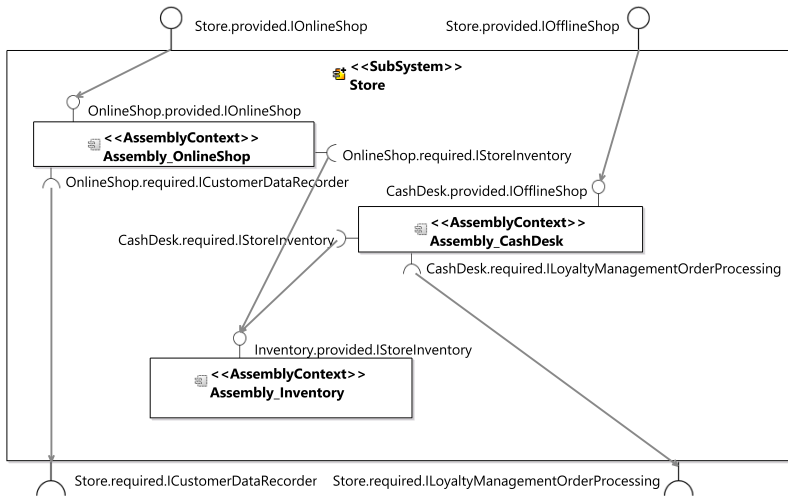 Store.provided.IOnlineShop
Store.provided.IOfflineShop
<<SubSystem>>
Store
OnlineShop.provided.IOnlineShop
<<AssemblyContext>>
Assembly_OnlineShop
OnlineShop.required.IStoreInventory
OnlineShop.required.ICustomerDataRecorder
CashDesk.provided.IOfflineShop
<<AssemblyContext>>
Assembly_CashDesk
CashDesk.required.IStoreInventory
CashDesk.required.ILoyaltyManagementOrderProcessing
Inventory.provided.IStoreInventory
<<AssemblyContext>>
Assembly_Inventory
Store.required.ICustomerDataRecorder
Store.required.ILoyaltyManagementOrderProcessing